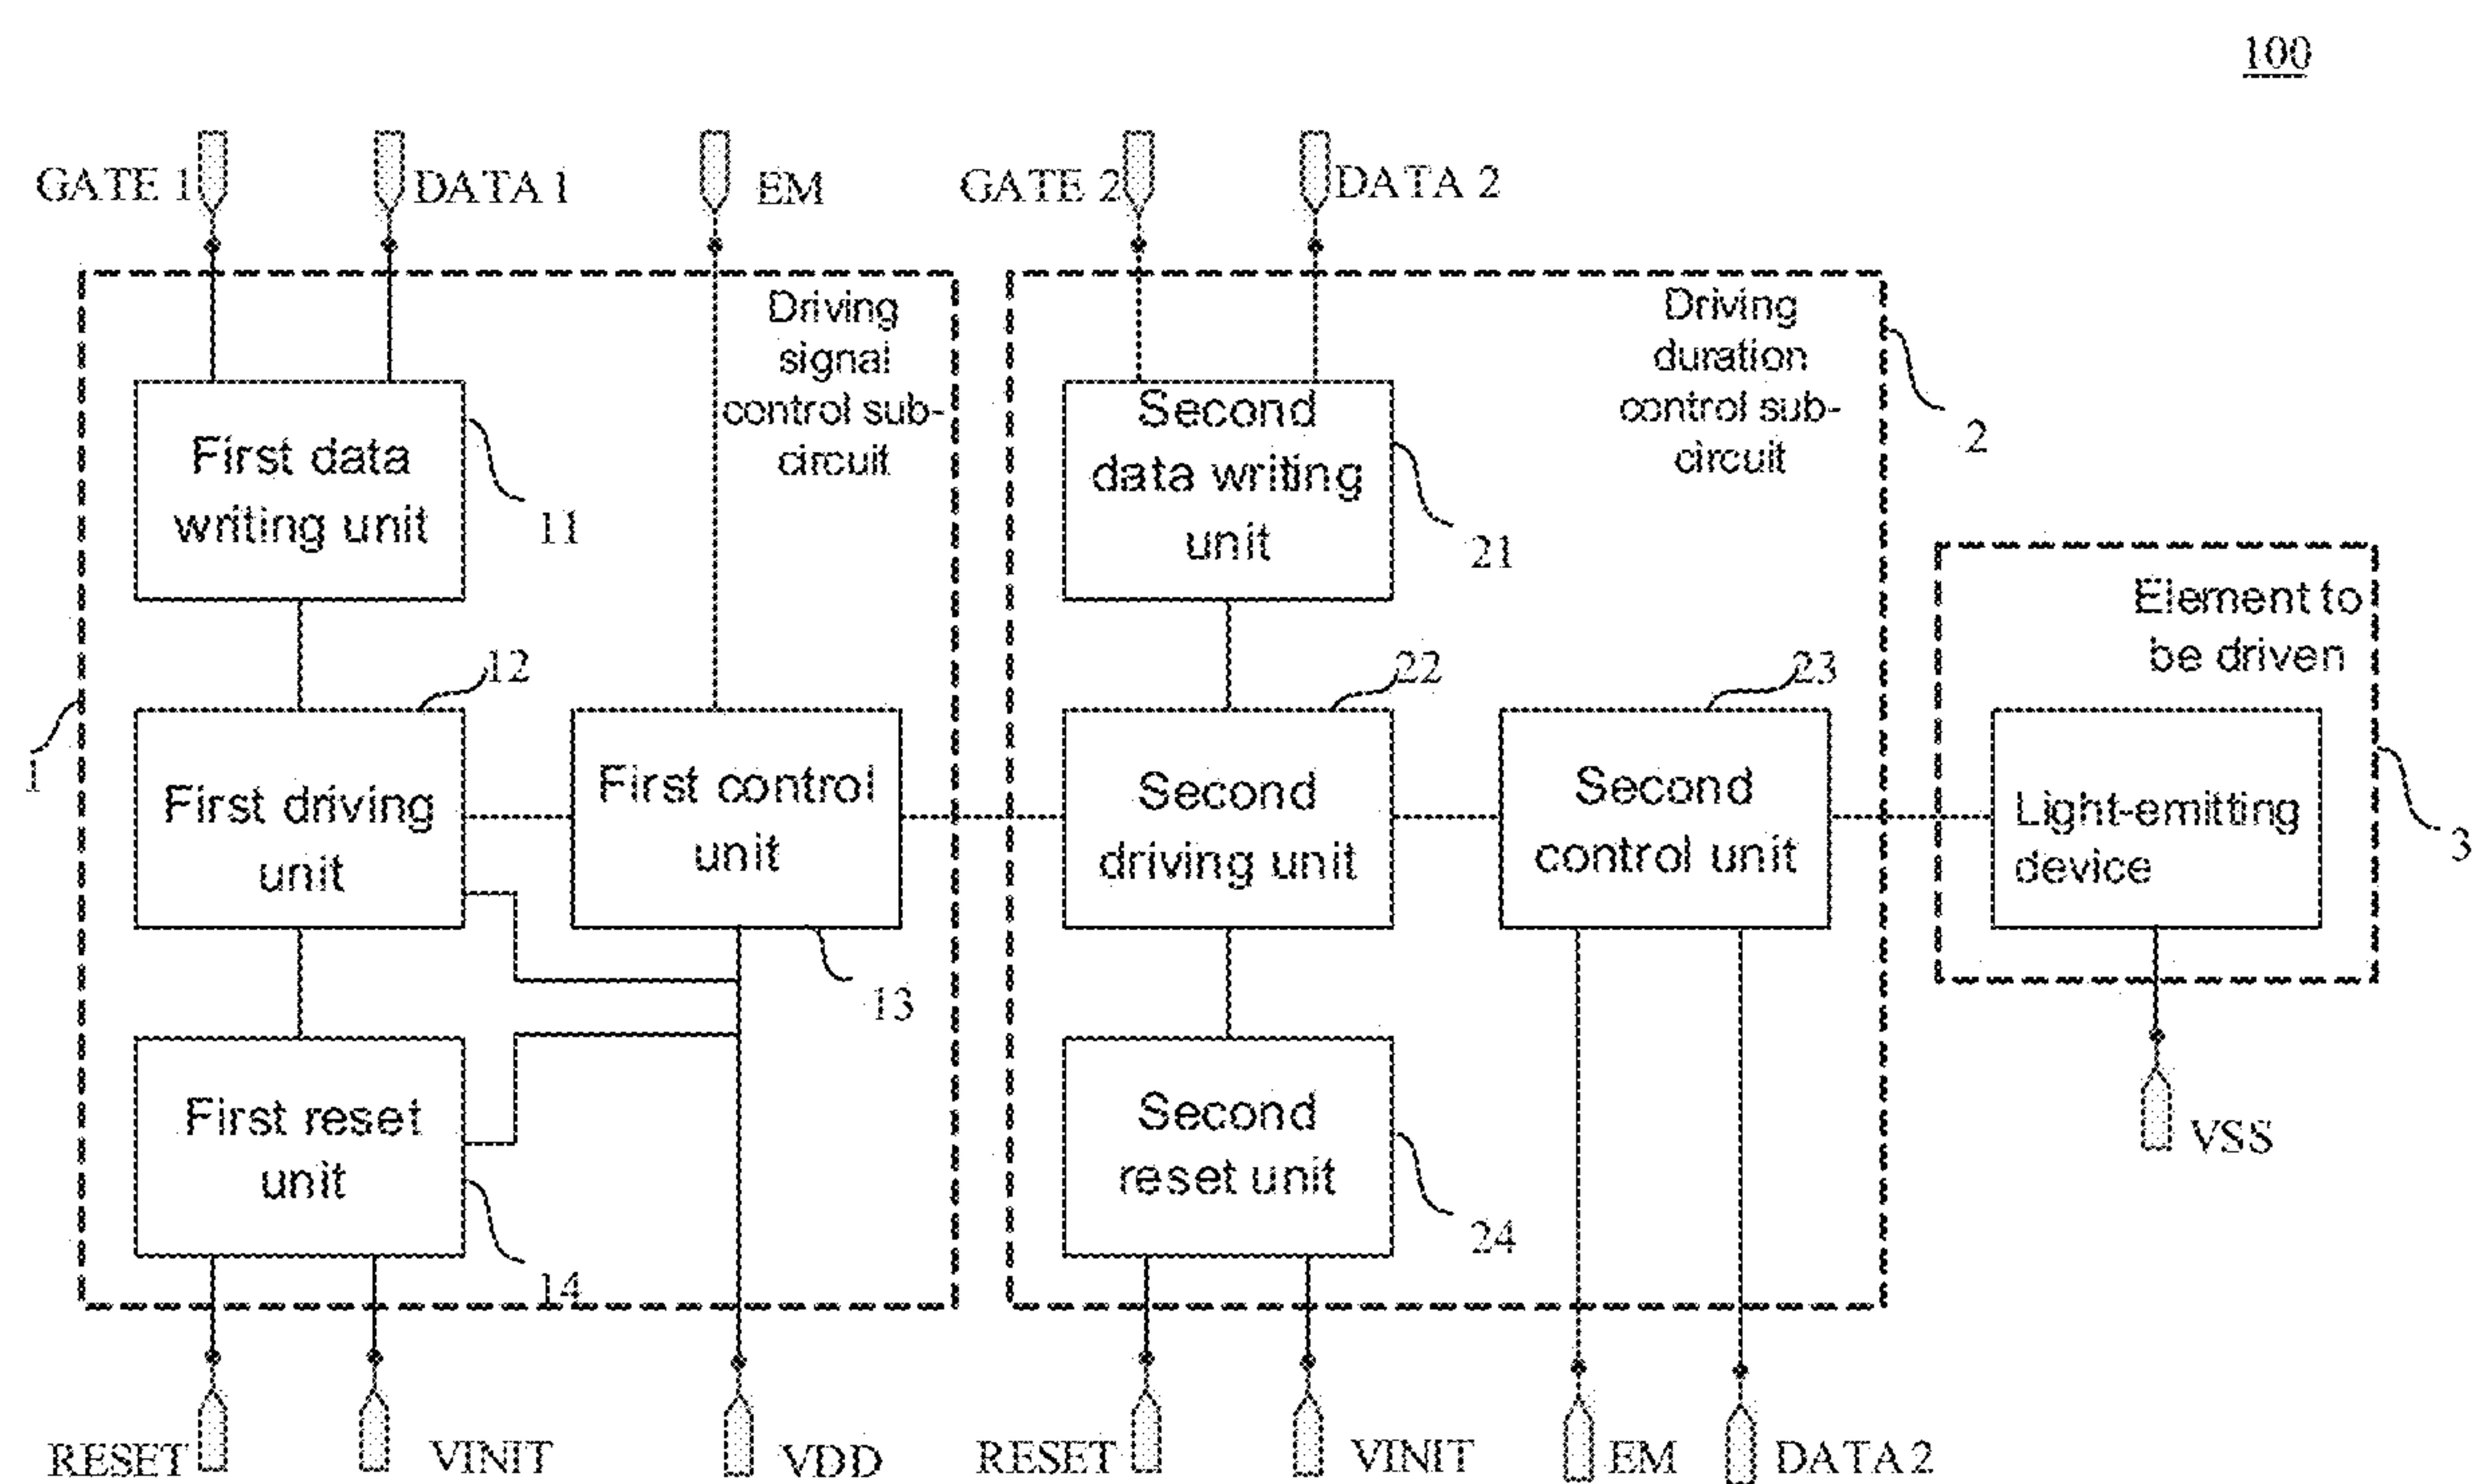 100
GATE 1
DATA 1
EM
GATE 2
DATA 2
Driving
signal
control sub-
circuit
Driving
duration
control sub-
circuit
2
First data
writing unit
11
Second
data writing
unit
21
Element to
be driven
12
22
23
1
First driving
unit
First control
unit
Second
driving unit
Second
control unit
Light-emitting
device
3
13
First reset
unit
14
Second
reset unit
24
VSS
RESET
VINIT
VDD
RESET
VINIT
EM
DATA 2